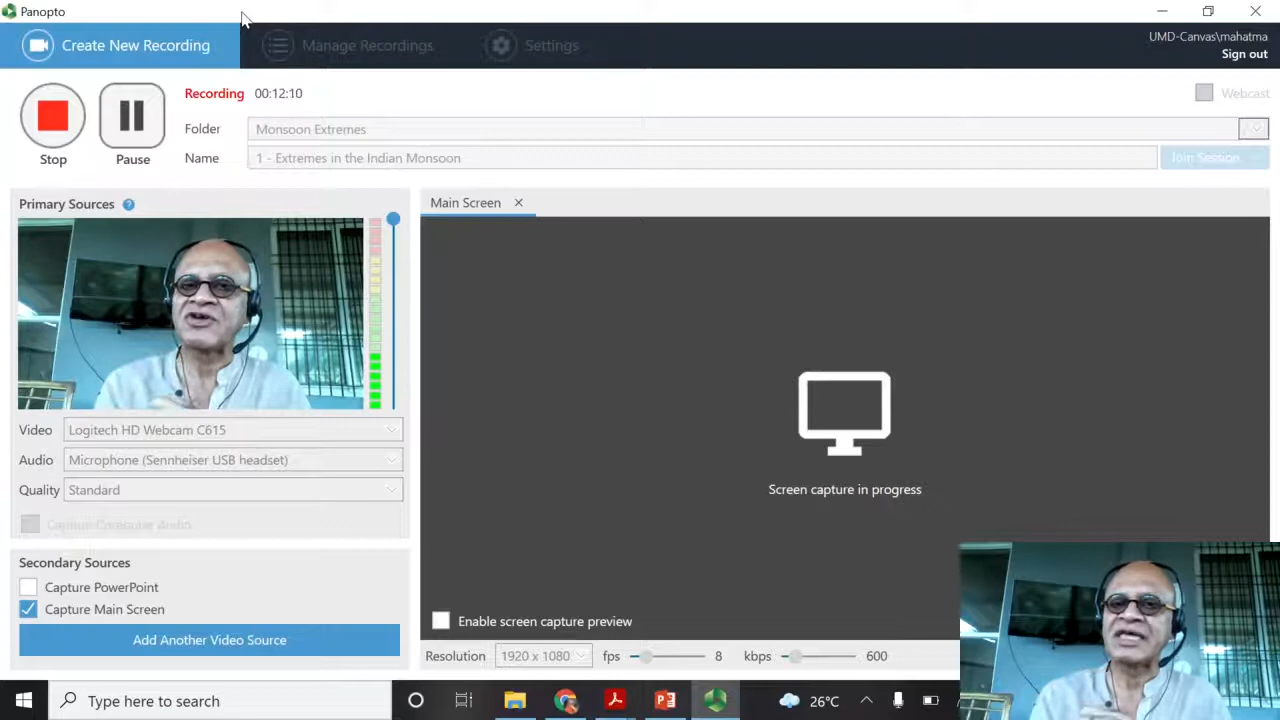 Panopto
Create New Recording
Manage Recordings
Settings
UMD-Canvas\mahatma
Sign out
Recording 00:12:10
Webcast
Folder Monsoon Extremes
Name 1 - Extremes in the Indian Monsoon
Join Session
Stop
Pause
Primary Sources ?
Main Screen
Video Logitech HD Webcam C615
Audio Microphone (Sennheiser USB headset)
Quality Standard
Capture Computer Audio
Screen capture in progress
Secondary Sources
Capture PowerPoint
Capture Main Screen
Add Another Video Source
Enable screen capture preview
Resolution 1920 x 1080 fps 8 kbps 600
Type here to search
26°C